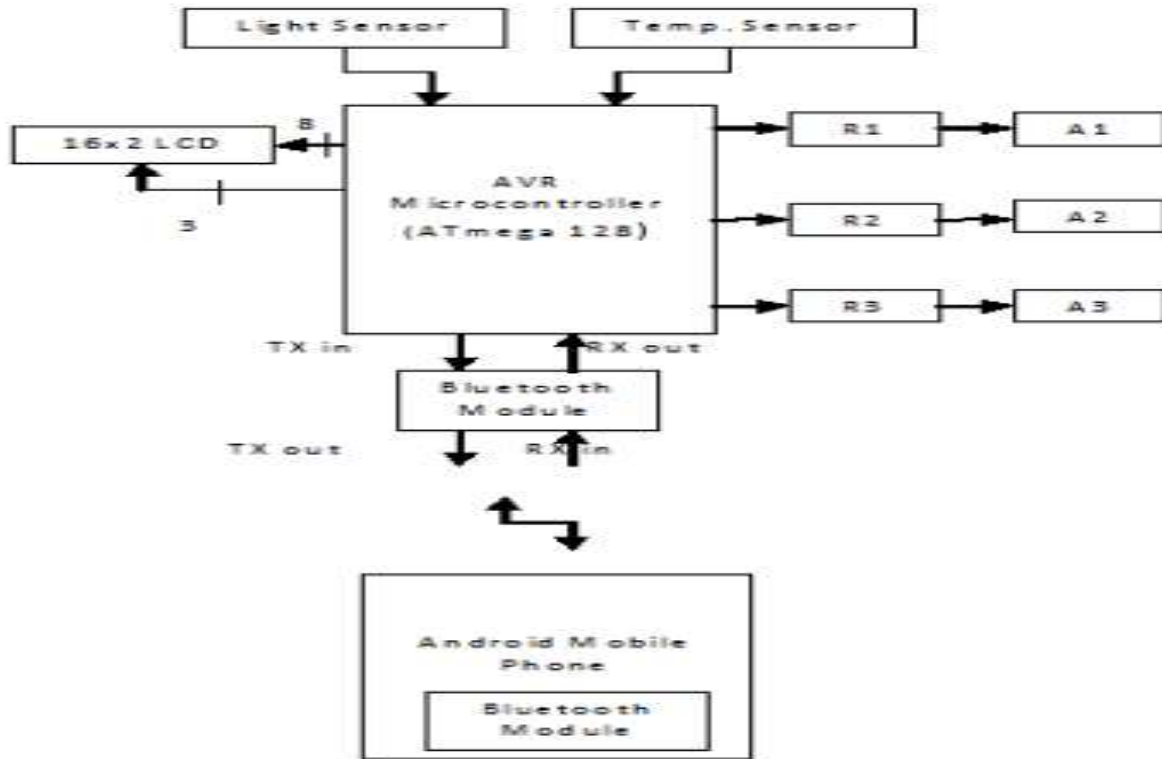 Light Sensor
Temp. Sensor
8
16x2 LCD
3
AVR
Microcontroller
(ATmega 128)
R1
A1
R2
A2
R3
A3
TX in
RX out
Bluetooth
Module
TX out
RX in
Android Mobile
Phone
Bluetooth
Module